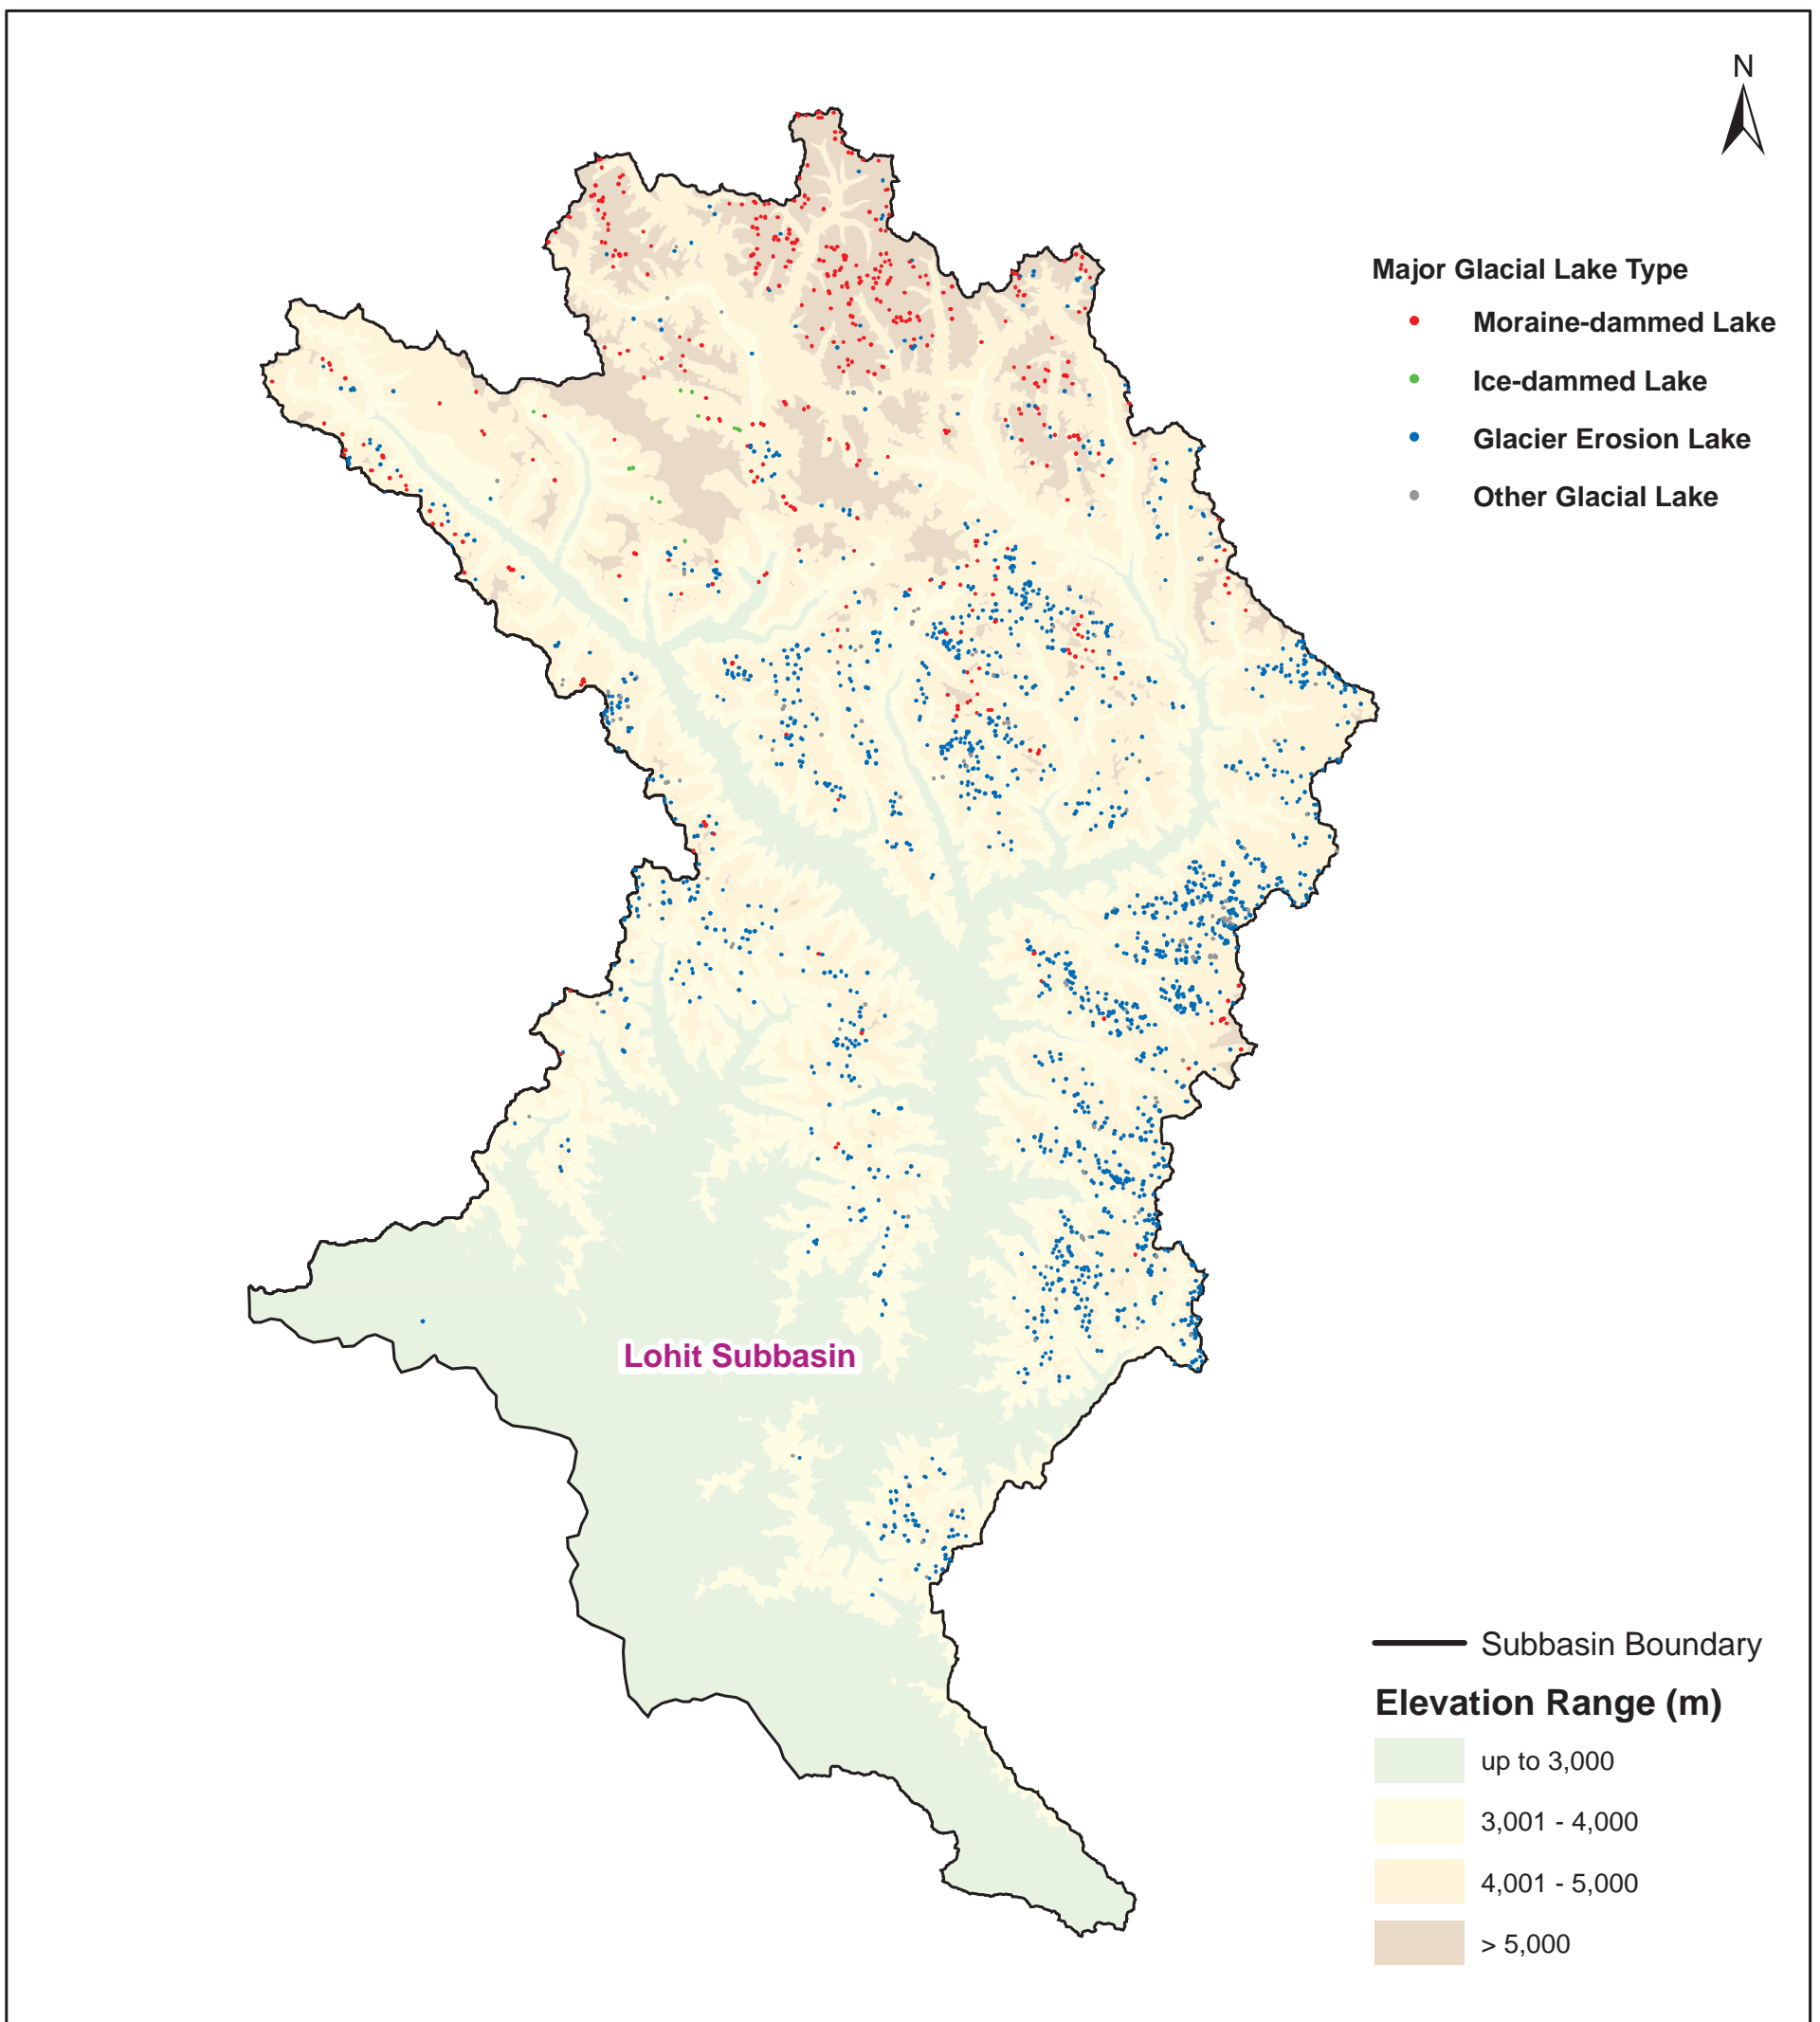 N
Major Glacial Lake Type
Moraine-dammed Lake
Ice-dammed Lake
Glacier Erosion Lake
Other Glacial Lake
Lohit Subbasin
Subbasin Boundary
Elevation Range (m)
up to 3,000
3,001 - 4,000
4,001 - 5,000
> 5,000